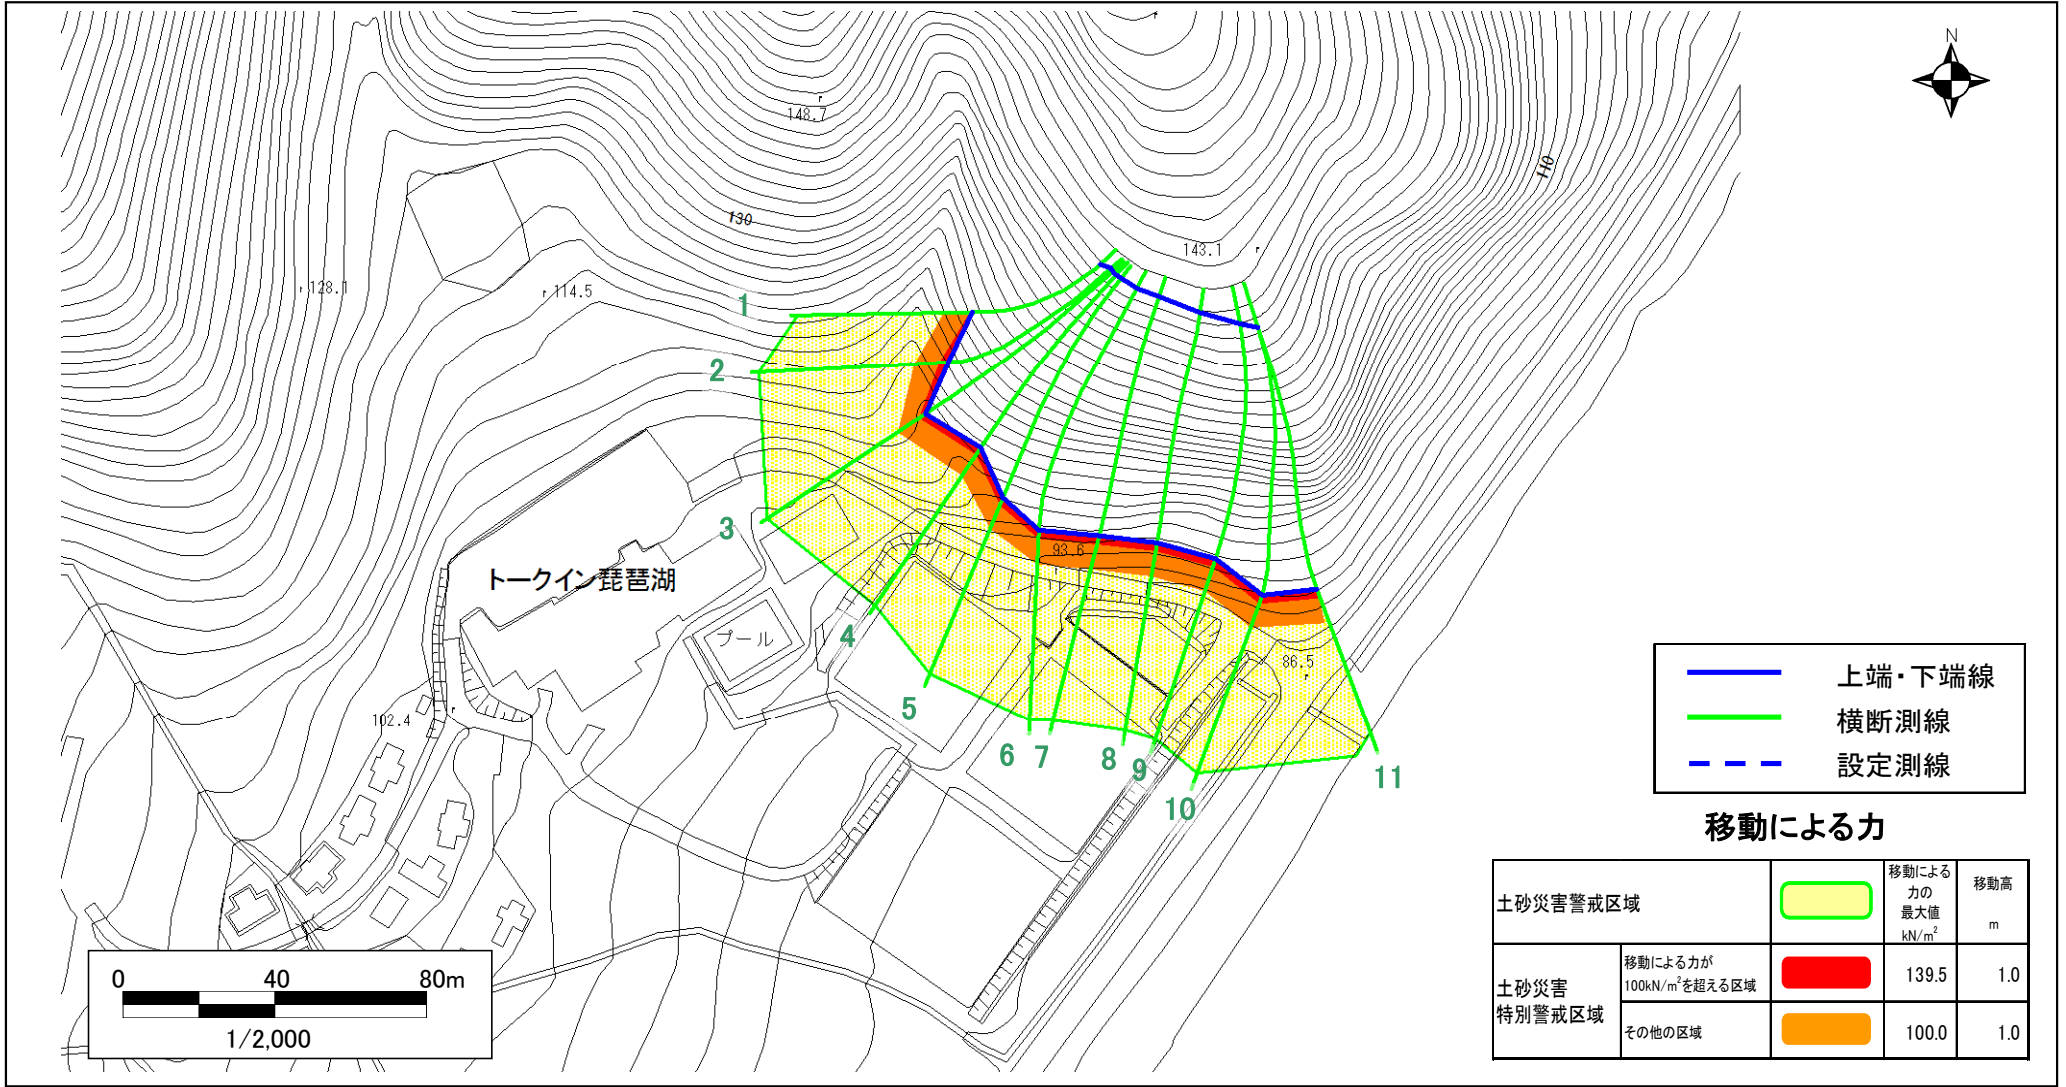 N
148.7
110
130
143.1
128.1
114.5
1
2
3
93.6
トークイン琵琶湖
プール
4
86.5
5
102.4
6
7
8
9
10
11
上端・下端線
横断測線
設定測線
移動による力
土砂災害警戒区域
移動による
力の
最大値
kN/m²
移動高
m
土砂災害
特別警戒区域
移動による力が
100kN/m²を超える区域
139.5
1.0
その他の区域
100.0
1.0
0 40 80m
1/2,000